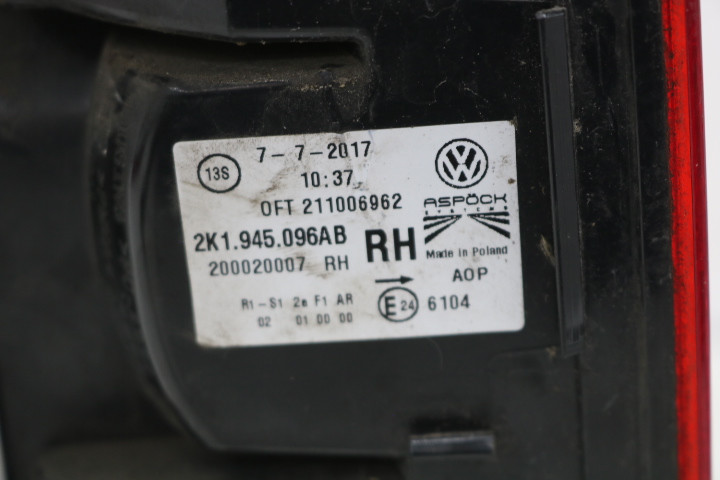 13S
7-7-2017
10:37
OFT 211006962
2K1.945.096AB RH
200020007 RH
R1-S1 2a F1 AR
02 01 00 00
ASPÖCK
SYSTEMS
Made in Poland
AOP
E 24 6104